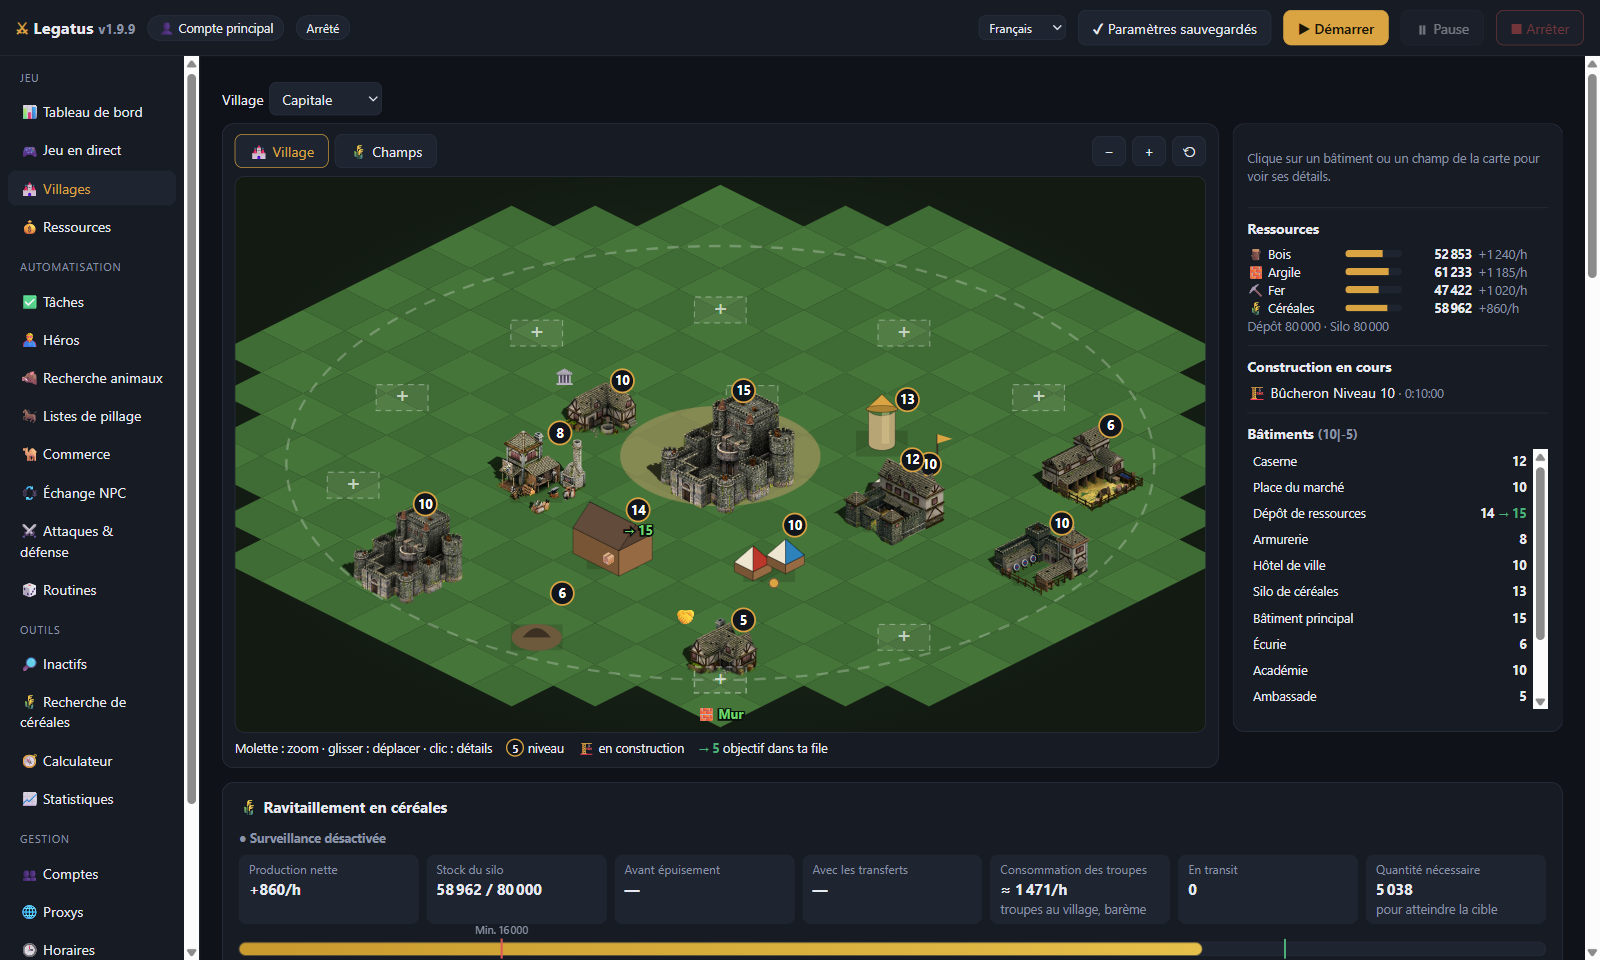 Legatus v1.9.9
Compte principal
Arrêté
Français
✓ Paramètres sauvegardés
▶ Démarrer
Pause
Arrêter
JEU
Tableau de bord
Jeu en direct
Villages
Ressources
AUTOMATISATION
Tâches
Héros
Recherche animaux
Listes de pillage
Commerce
Échange NPC
Attaques &
défense
Routines
OUTILS
Inactifs
Recherche de
céréales
Calculateur
Statistiques
GESTION
Comptes
Proxys
Horaires
Village
Capitale
Village
Champs
−
+
+
+
+
+
+
+
+
+
10
15
13
8
6
12
10
10
14
→ 15
10
10
6
5
Mur
Molette : zoom · glisser : déplacer · clic : détails
5 niveau
en construction
→ 5 objectif dans ta file
Clique sur un bâtiment ou un champ de la carte pour
voir ses détails.
Ressources
Bois 52 853 +1 240/h
Argile 61 233 +1 185/h
Fer 47 422 +1 020/h
Céréales 58 962 +860/h
Dépôt 80 000 · Silo 80 000
Construction en cours
Bûcheron Niveau 10 · 0:10:00
Bâtiments (10|-5)
Caserne 12
Place du marché 10
Dépôt de ressources 14 → 15
Armurerie 8
Hôtel de ville 10
Silo de céréales 13
Bâtiment principal 15
Écurie 6
Académie 10
Ambassade 5
Ravitaillement en céréales
● Surveillance désactivée
Production nette
+860/h
Stock du silo
58 962 / 80 000
Avant épuisement
—
Avec les transferts
—
Consommation des troupes
≈ 1 471/h
troupes au village, barème
En transit
0
Quantité nécessaire
5 038
pour atteindre la cible
Min. 16 000